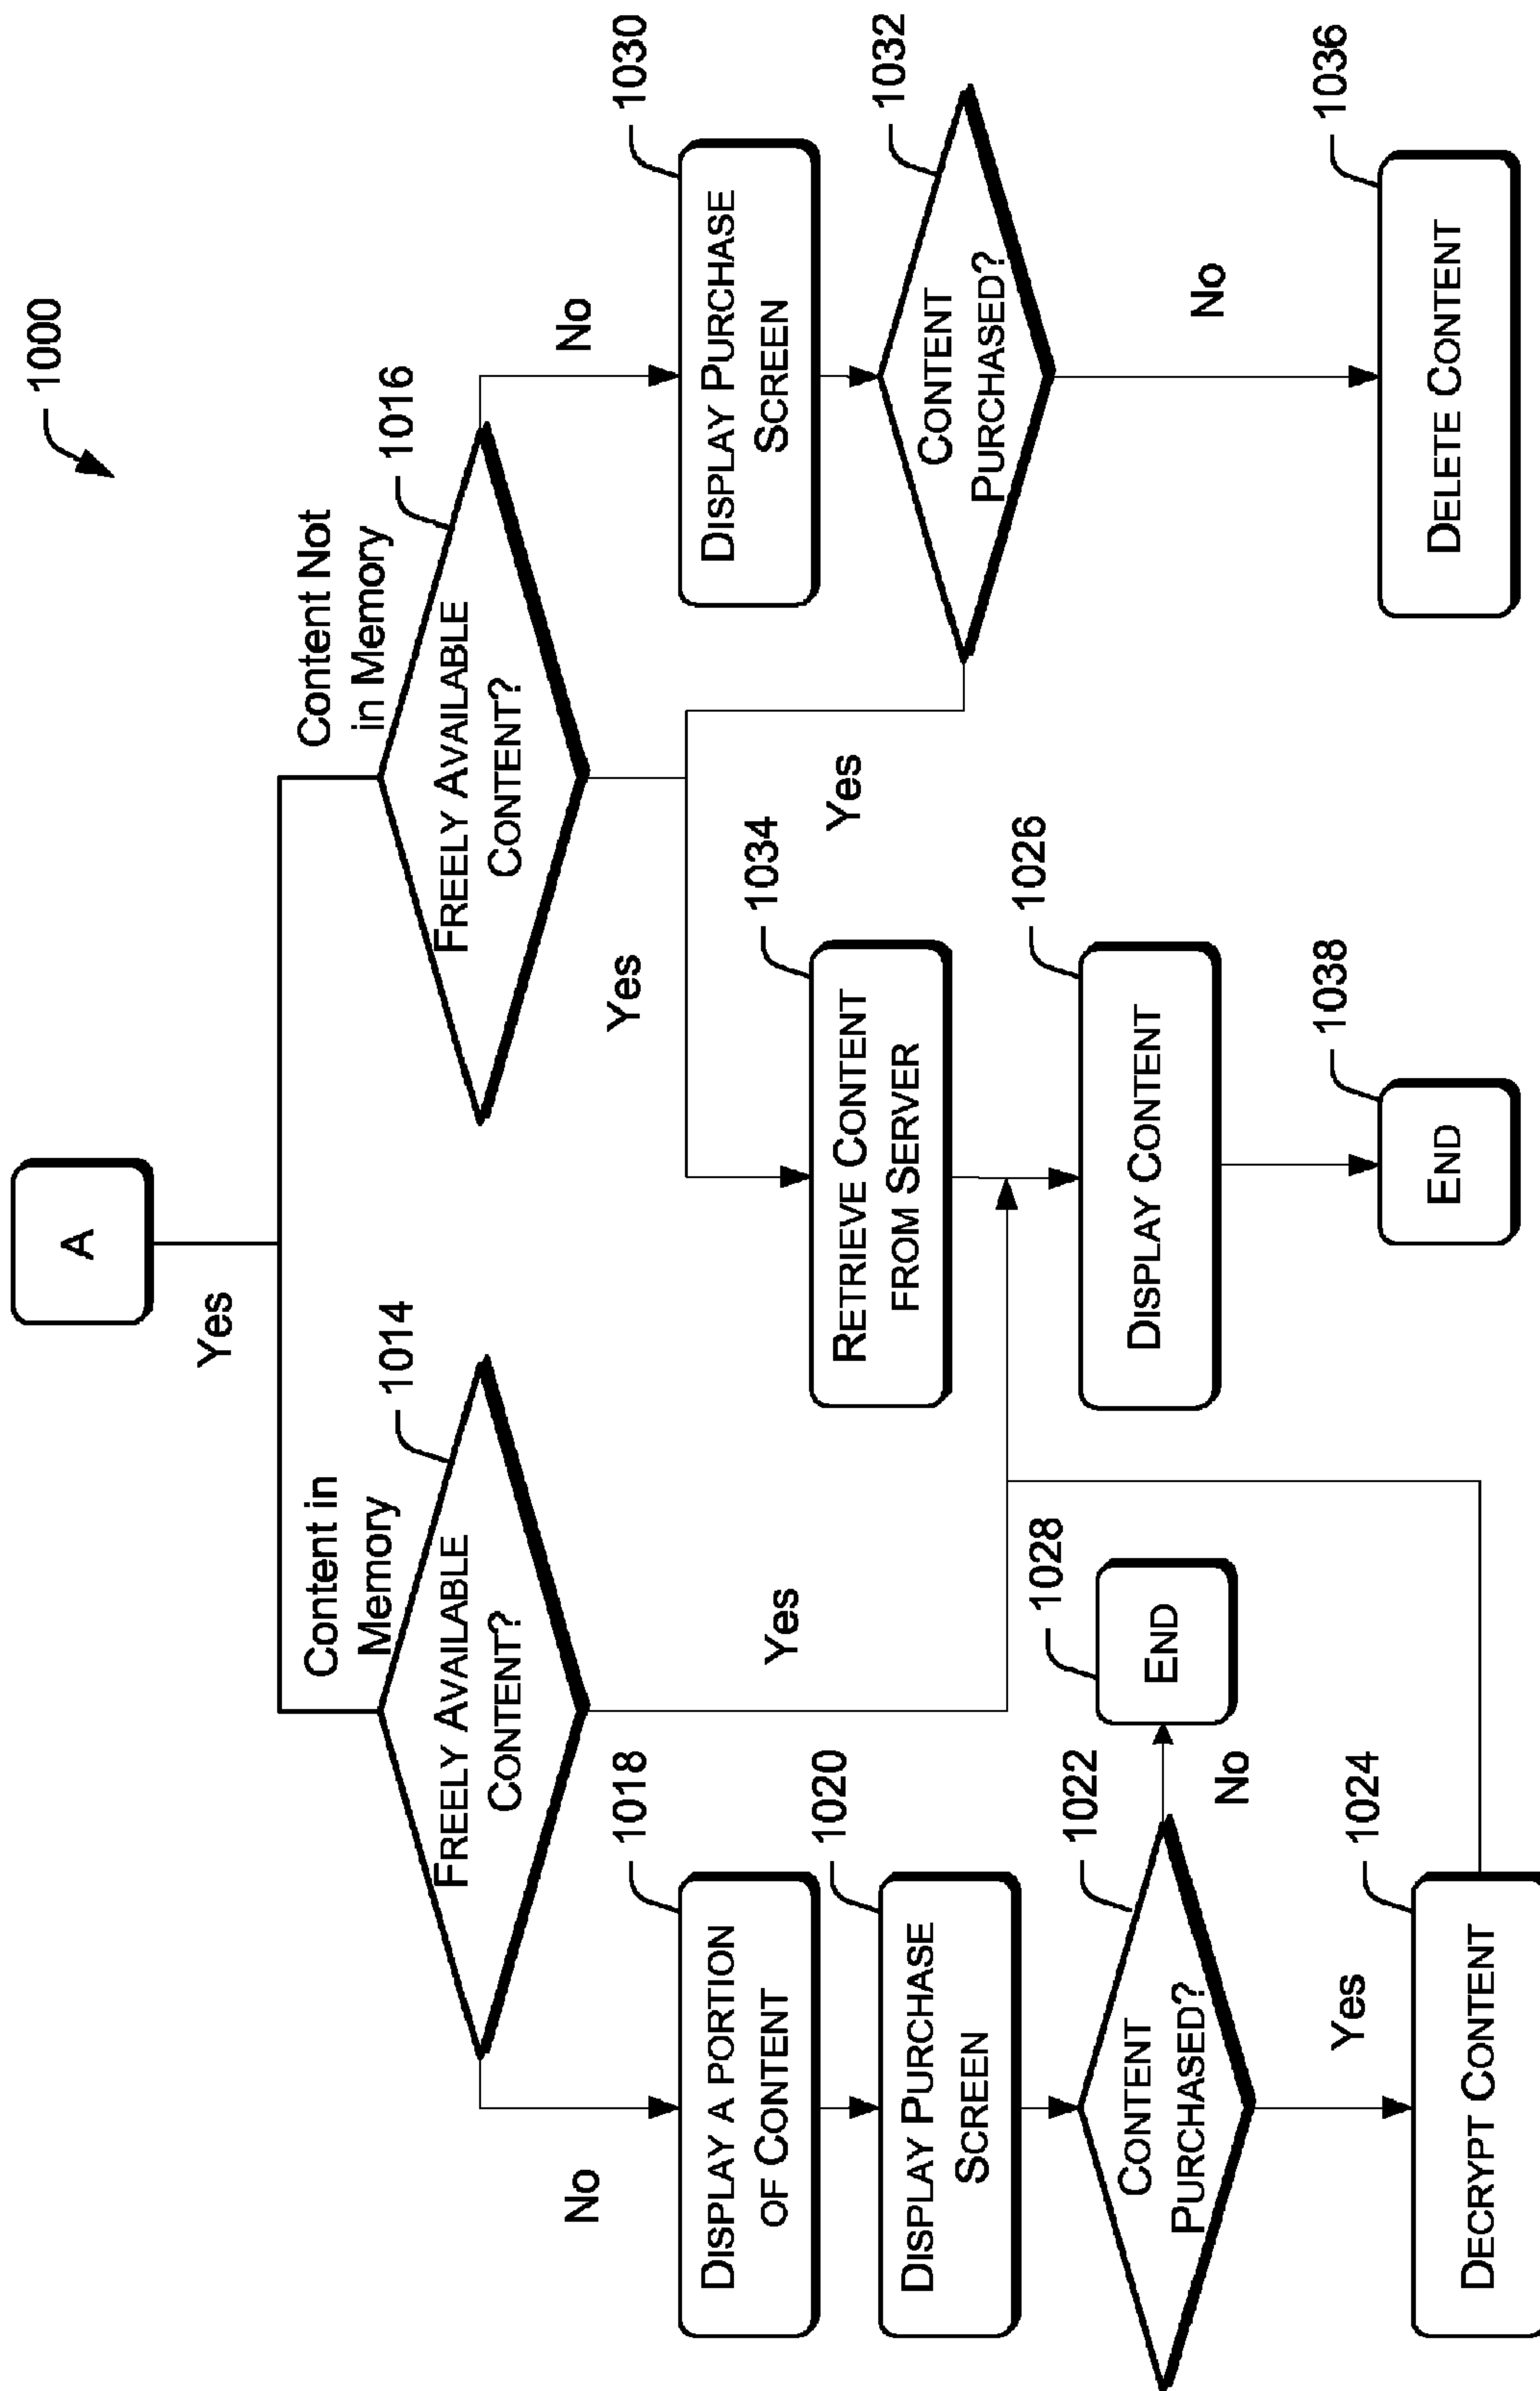 1000
A
Yes
Content in
Memory
1014
FREELY AVAILABLE
CONTENT?
Content Not
in Memory
1016
FREELY AVAILABLE
CONTENT?
No
1018
DISPLAY A PORTION
OF CONTENT
Yes
Yes
No
1030
DISPLAY PURCHASE
SCREEN
1020
DISPLAY PURCHASE
SCREEN
1034
RETRIEVE CONTENT
FROM SERVER
Yes
1032
CONTENT
PURCHASED?
1022
CONTENT
PURCHASED?
No
1028
END
1026
DISPLAY CONTENT
No
Yes
1024
DECRYPT CONTENT
1038
END
1036
DELETE CONTENT